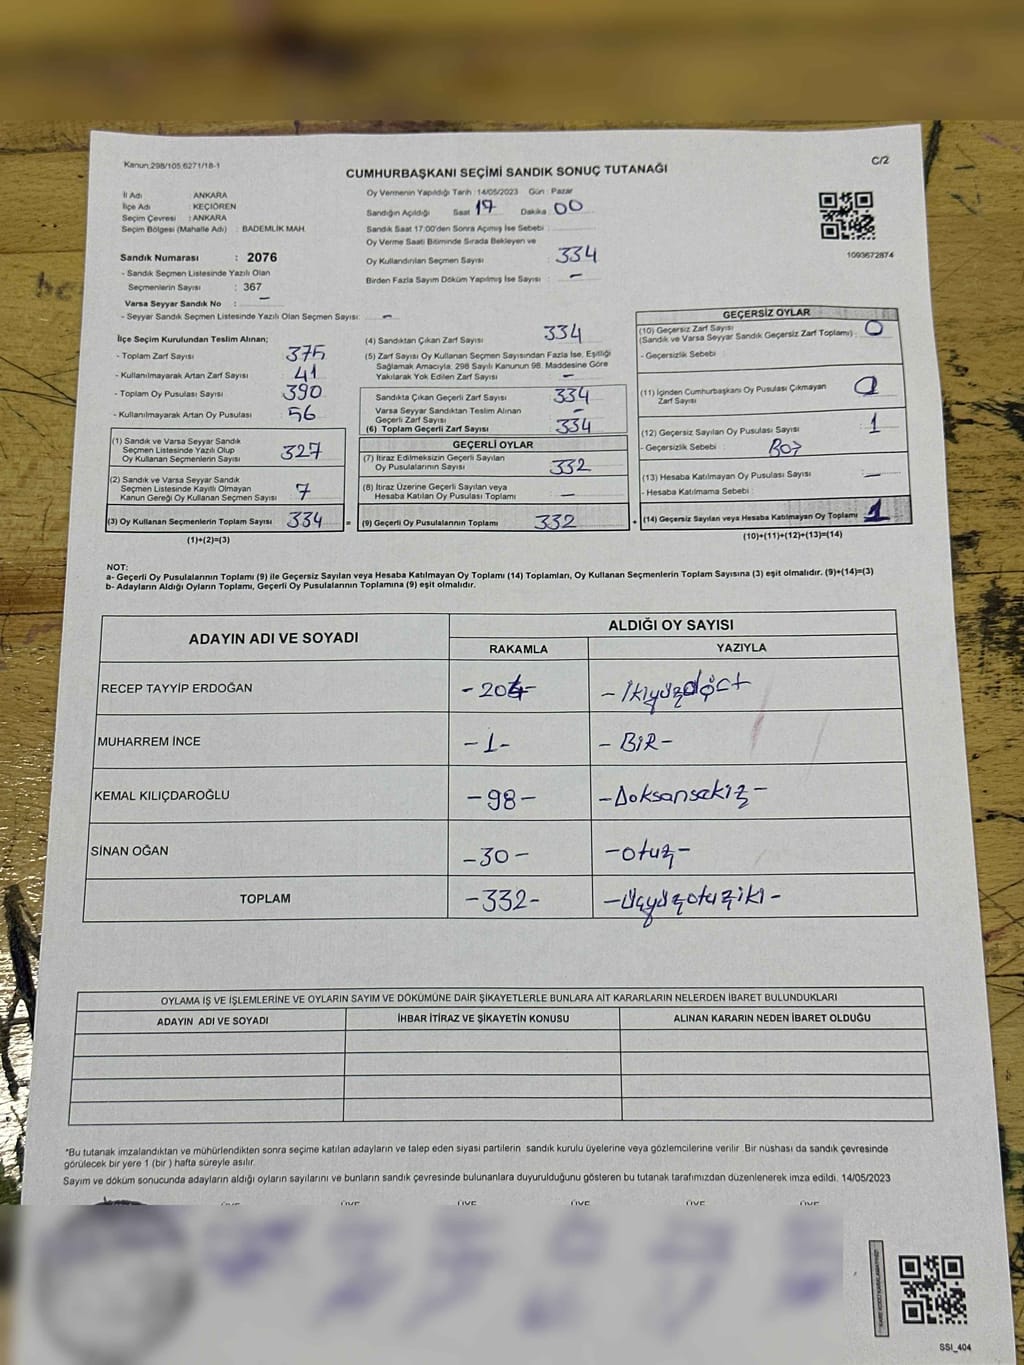 Kanun:298/105,6271/18-1
C/2
CUMHURBAŞKANI SEÇİMİ SANDIK SONUÇ TUTANAĞI
İl Adı : ANKARA
İlçe Adı : KEÇİÖREN
Seçim Çevresi : ANKARA
Seçim Bölgesi (Mahalle Adı) : BADEMLİK MAH.
Sandık Numarası : 2076
- Sandık Seçmen Listesinde Yazılı Olan
Seçmenlerin Sayısı : 367
Varsa Seyyar Sandık No : –
- Seyyar Sandık Seçmen Listesinde Yazılı Olan Seçmen Sayısı: –
Oy Vermenin Yapıldığı Tarih : 14/05/2023 Gün : Pazar
Sandığın Açıldığı Saat 17 Dakika 00
Sandık Saat 17:00'den Sonra Açılmış İse Sebebi :
Oy Verme Saati Bitiminde Sırada Bekleyen ve
Oy Kullandırılan Seçmen Sayısı : 334
Birden Fazla Sayım Döküm Yapılmış İse Sayısı : –
1093672874
İlçe Seçim Kurulundan Teslim Alınan;
- Toplam Zarf Sayısı : 375
- Kullanılmayarak Artan Zarf Sayısı : 41
- Toplam Oy Pusulası : 390
- Kullanılmayarak Artan Oy Pusulası : 56
(1) Sandık ve Varsa Seyyar Sandık
Seçmen Listesinde Yazılı Olup
Oy Kullanan Seçmenlerin Sayısı : 327
(2) Sandık ve Varsa Seyyar Sandık
Seçmen Listesinde Kayıtlı Olmayan
Kanun Gereği Oy Kullanan Seçmen Sayısı : 7
(3) Oy Kullanan Seçmenlerin Toplam Sayısı : 334
(1)+(2)=(3)
=
(4) Sandıktan Çıkan Zarf Sayısı : 334
(5) Zarf Sayısı Oy Kullanan Seçmen Sayısından Fazla İse, Eşitliği
Sağlamak Amacıyla, 298 Sayılı Kanunun 98. Maddesine Göre
Yakılarak Yok Edilen Zarf Sayısı : –
Sandıkta Çıkan Geçerli Zarf Sayısı : 334
Varsa Seyyar Sandıktan Teslim Alınan
Geçerli Zarf Sayısı : –
(6) Toplam Geçerli Zarf Sayısı : 334
GEÇERLİ OYLAR
(7) İtiraz Edilmeksizin Geçerli Sayılan
Oy Pusulalarının Sayısı : 332
(8) İtiraz Üzerine Geçerli Sayılan veya
Hesaba Katılan Oy Pusulası Toplamı : –
(9) Geçerli Oy Pusulalarının Toplamı : 332
+
GEÇERSİZ OYLAR
(10) Geçersiz Zarf Sayısı
(Sandık ve Varsa Seyyar Sandık Geçersiz Zarf Toplamı) : 0
- Geçersizlik Sebebi :
(11) İçinden Cumhurbaşkanı Oy Pusulası Çıkmayan
Zarf Sayısı
(12) Geçersiz Sayılan Oy Pusulası Sayısı : 1
- Geçersizlik Sebebi : Boş
(13) Hesaba Katılmayan Oy Pusulası Sayısı : –
- Hesaba Katılmama Sebebi :
(14) Geçersiz Sayılan veya Hesaba Katılmayan Oy Toplamı : 1
(10)+(11)+(12)+(13)=(14)
NOT:
a- Geçerli Oy Pusulalarının Toplamı (9) ile Geçersiz Sayılan veya Hesaba Katılmayan Oy Toplamı (14) Toplamları, Oy Kullanan Seçmenlerin Toplam Sayısına (3) eşit olmalıdır. (9)+(14)=(3)
b- Adayların Aldığı Oyların Toplamı, Geçerli Oy Pusulalarının Toplamına (9) eşit olmalıdır.
ADAYIN ADI VE SOYADI
ALDIĞI OY SAYISI
RAKAMLA YAZIYLA
RECEP TAYYİP ERDOĞAN -204- -İkiyüzdört
MUHARREM İNCE -1- -BİR-
KEMAL KILIÇDAROĞLU -98- -Doksansekiz-
SİNAN OĞAN -30- -otuz-
TOPLAM -332- -Üçyüzotuziki-
OYLAMA İŞ VE İŞLEMLERİNE VE OYLARIN SAYIM VE DÖKÜMÜNE DAİR ŞİKAYETLERLE BUNLARA AİT KARARLARIN NELERDEN İBARET BULUNDUKLARI
ADAYIN ADI VE SOYADI İHBAR İTİRAZ VE ŞİKAYETİN KONUSU ALINAN KARARIN NEDEN İBARET OLDUĞU
*Bu tutanak imzalandıktan ve mühürlendikten sonra seçime katılan adayların ve talep eden siyasi partilerin sandık kurulu üyelerine veya gözlemcilerine verilir. Bir nüshası da sandık çevresinde
görülecek bir yere 1 (bir ) hafta süreyle asılır.
Sayım ve döküm sonucunda adayların aldığı oyların sayılarını ve bunların sandık çevresinde bulunanlara duyurulduğunu gösteren bu tutanak tarafımızdan düzenlenerek imza edildi. 14/05/2023
ÜYE ÜYE ÜYE ÜYE ÜYE ÜYE
SSI_404